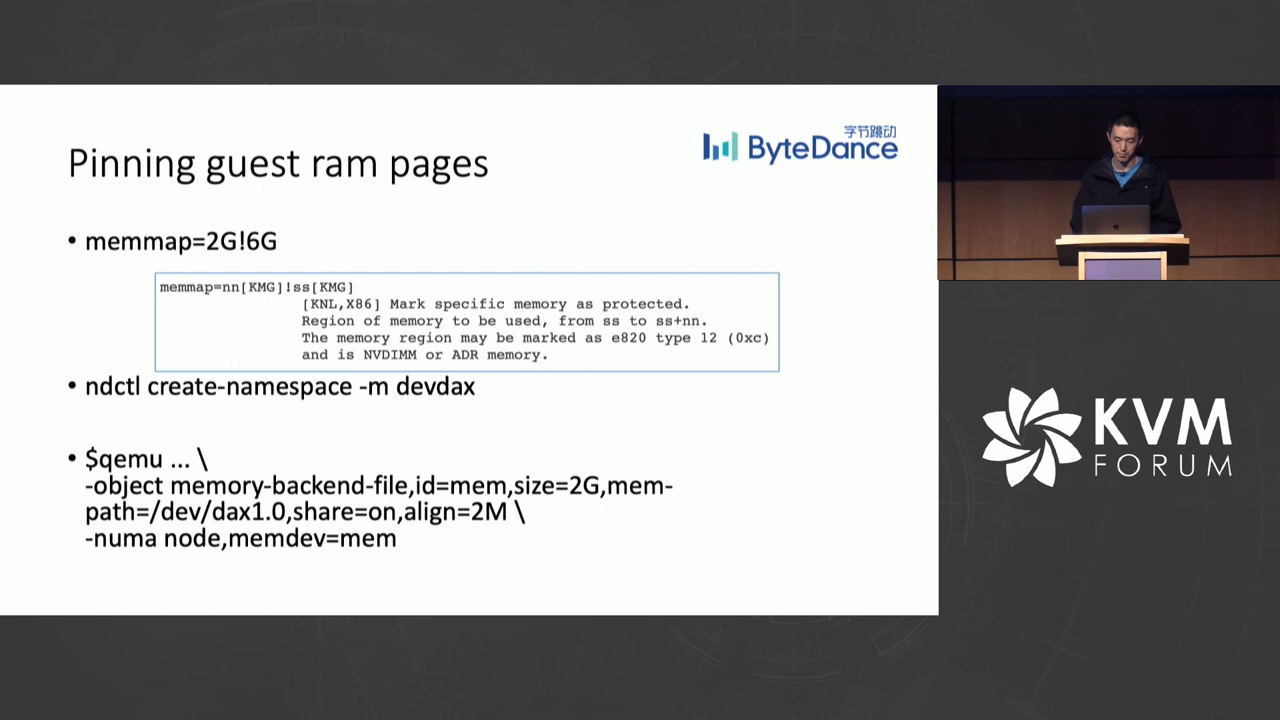 字节跳动
ByteDance
Pinning guest ram pages
• memmap=2G!6G
memmap=nn[KMG]!ss[KMG]
[KNL,X86] Mark specific memory as protected.
Region of memory to be used, from ss to ss+nn.
The memory region may be marked as e820 type 12 (0xc)
and is NVDIMM or ADR memory.
• ndctl create-namespace -m devdax
• $qemu ... \
-object memory-backend-file,id=mem,size=2G,mem-
path=/dev/dax1.0,share=on,align=2M \
-numa node,memdev=mem
KVM
FORUM